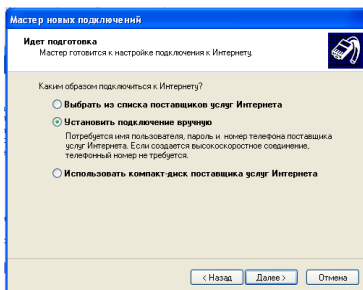 Мастер новых подключений
Идет подготовка
Мастер готовится к настройке подключения к Интернету.
Каким образом подключиться к Интернету?
Выбрать из списка поставщиков услуг Интернета
Установить подключение вручную
Потребуется имя пользователя, пароль и номер телефона поставщика
услуг Интернета. Если создается высокоскоростное соединение,
телефонный номер не требуется.
Использовать компакт-диск поставщика услуг Интернета
< Назад Далее > Отмена